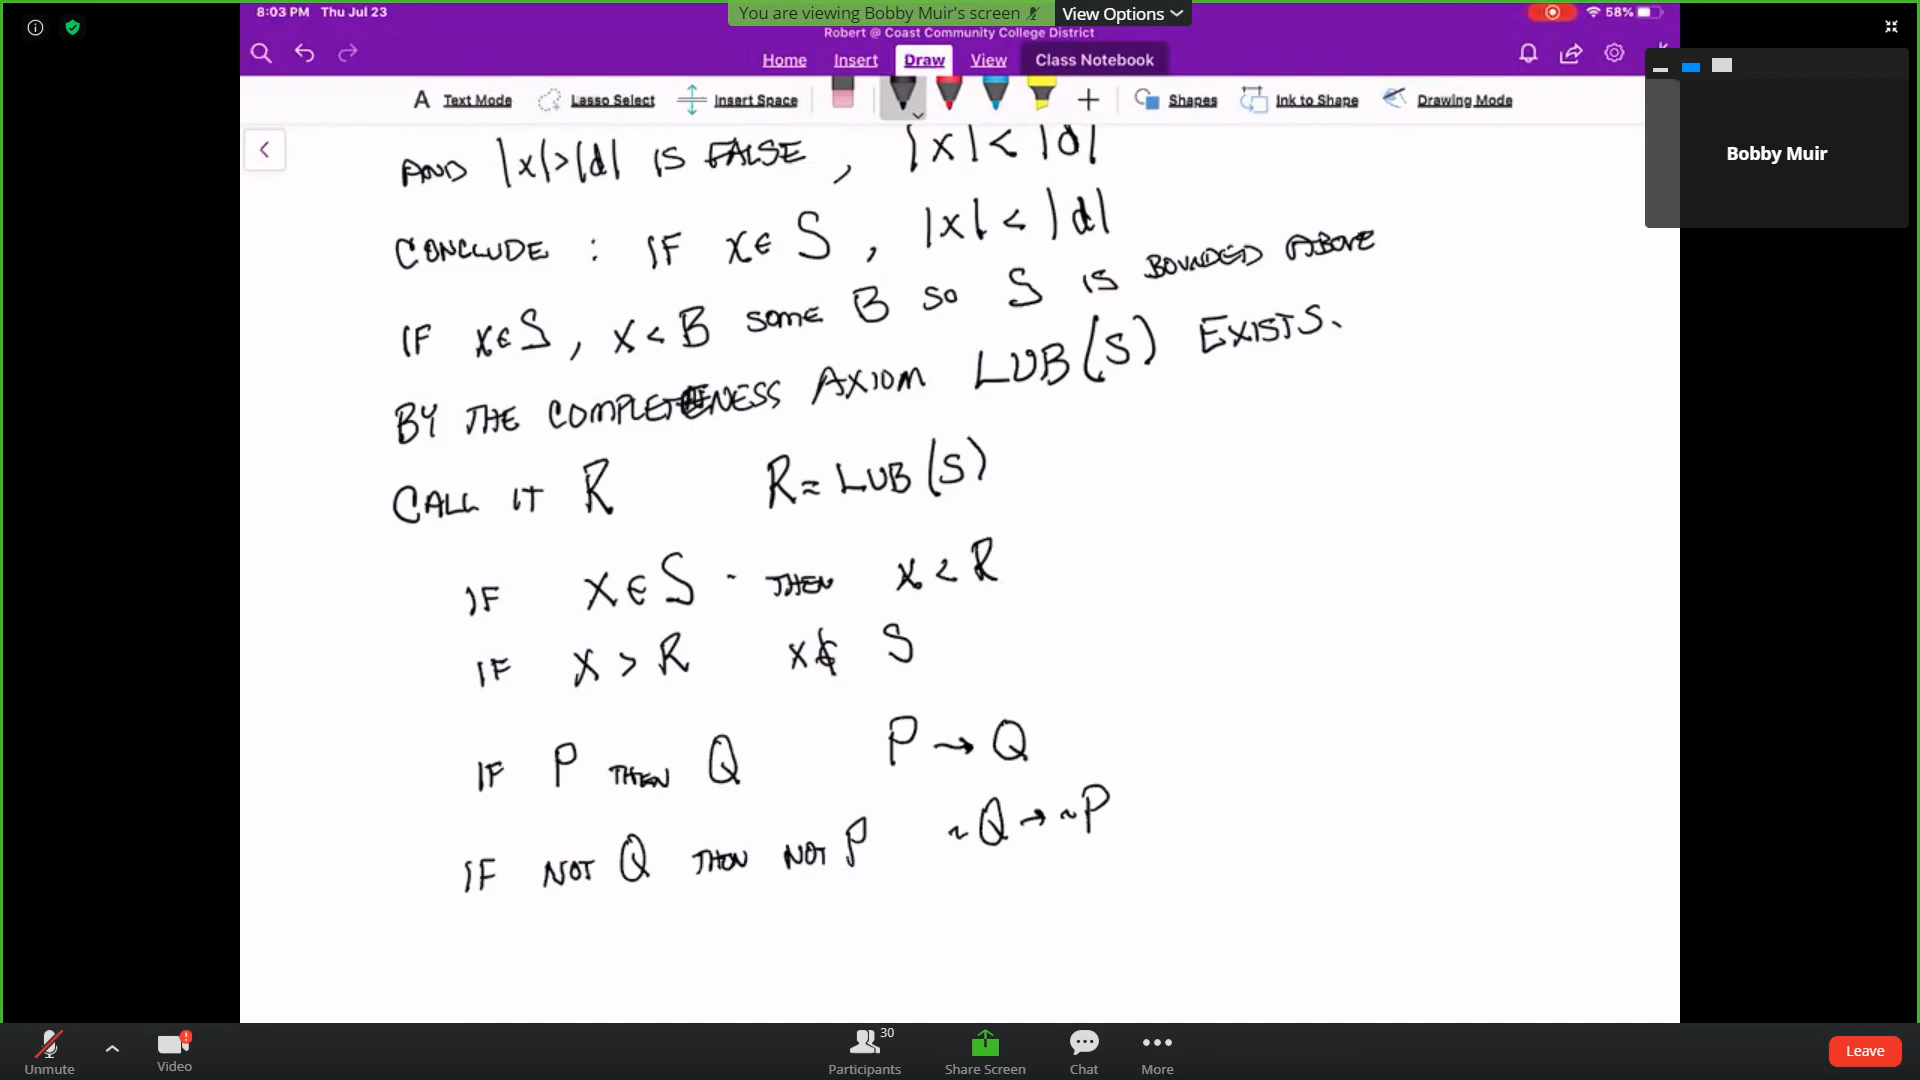 8:03 PM Thu Jul 23
You are viewing Bobby Muir's screen
View Options
58%
Robert @ Coast Community College District
Home Insert Draw View Class Notebook
Text Mode Lasso Select Insert Space Shapes Ink to Shape Drawing Mode
Bobby Muir
AND |x|>|d| IS FALSE, |x|<|d|
CONCLUDE : IF x∈S, |x|<|d|
IF x∈S, x<B SOME B SO S IS BOUNDED ABOVE
BY THE COMPLETENESS AXIOM LUB(S) EXISTS.
CALL IT R R=LUB(S)
IF x∈S THEN x<R
IF x>R x∉S
IF P THEN Q P→Q
IF NOT Q THEN NOT P ~Q→~P
Unmute
Video
Participants 30
Share Screen
Chat
More
Leave